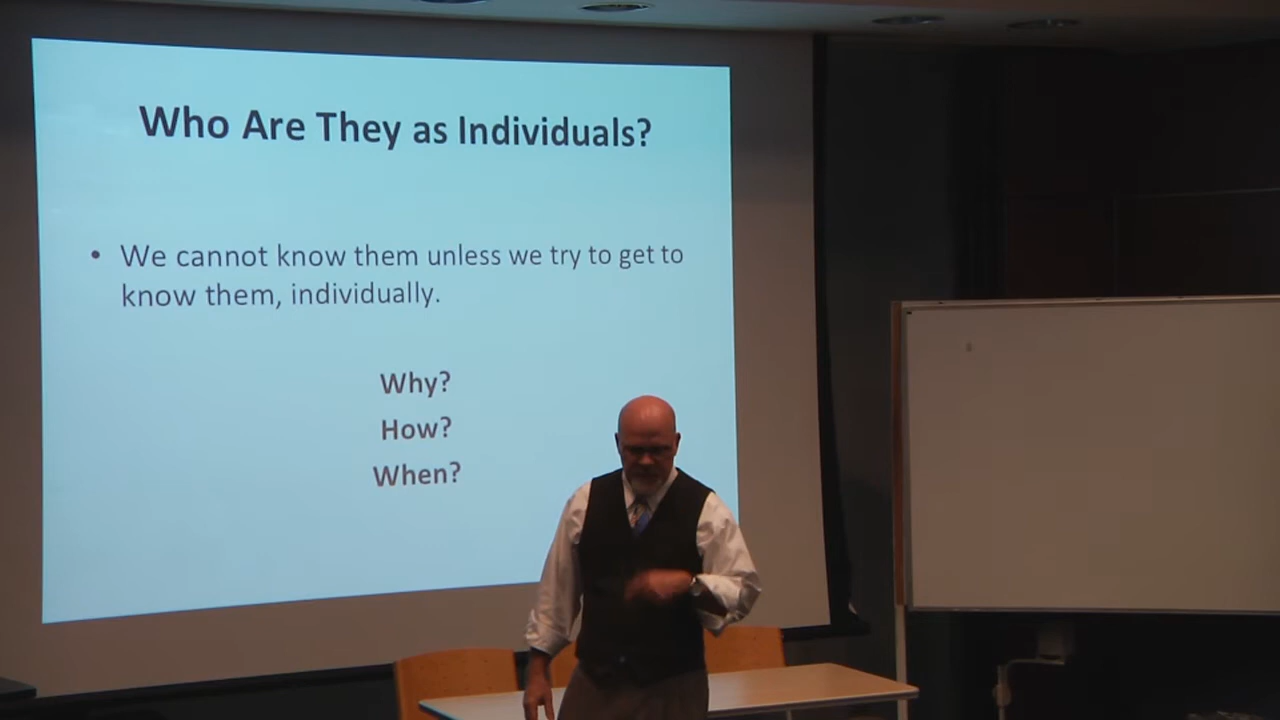 Who Are They as Individuals?
• We cannot know them unless we try to get to
know them, individually.
Why?
How?
When?